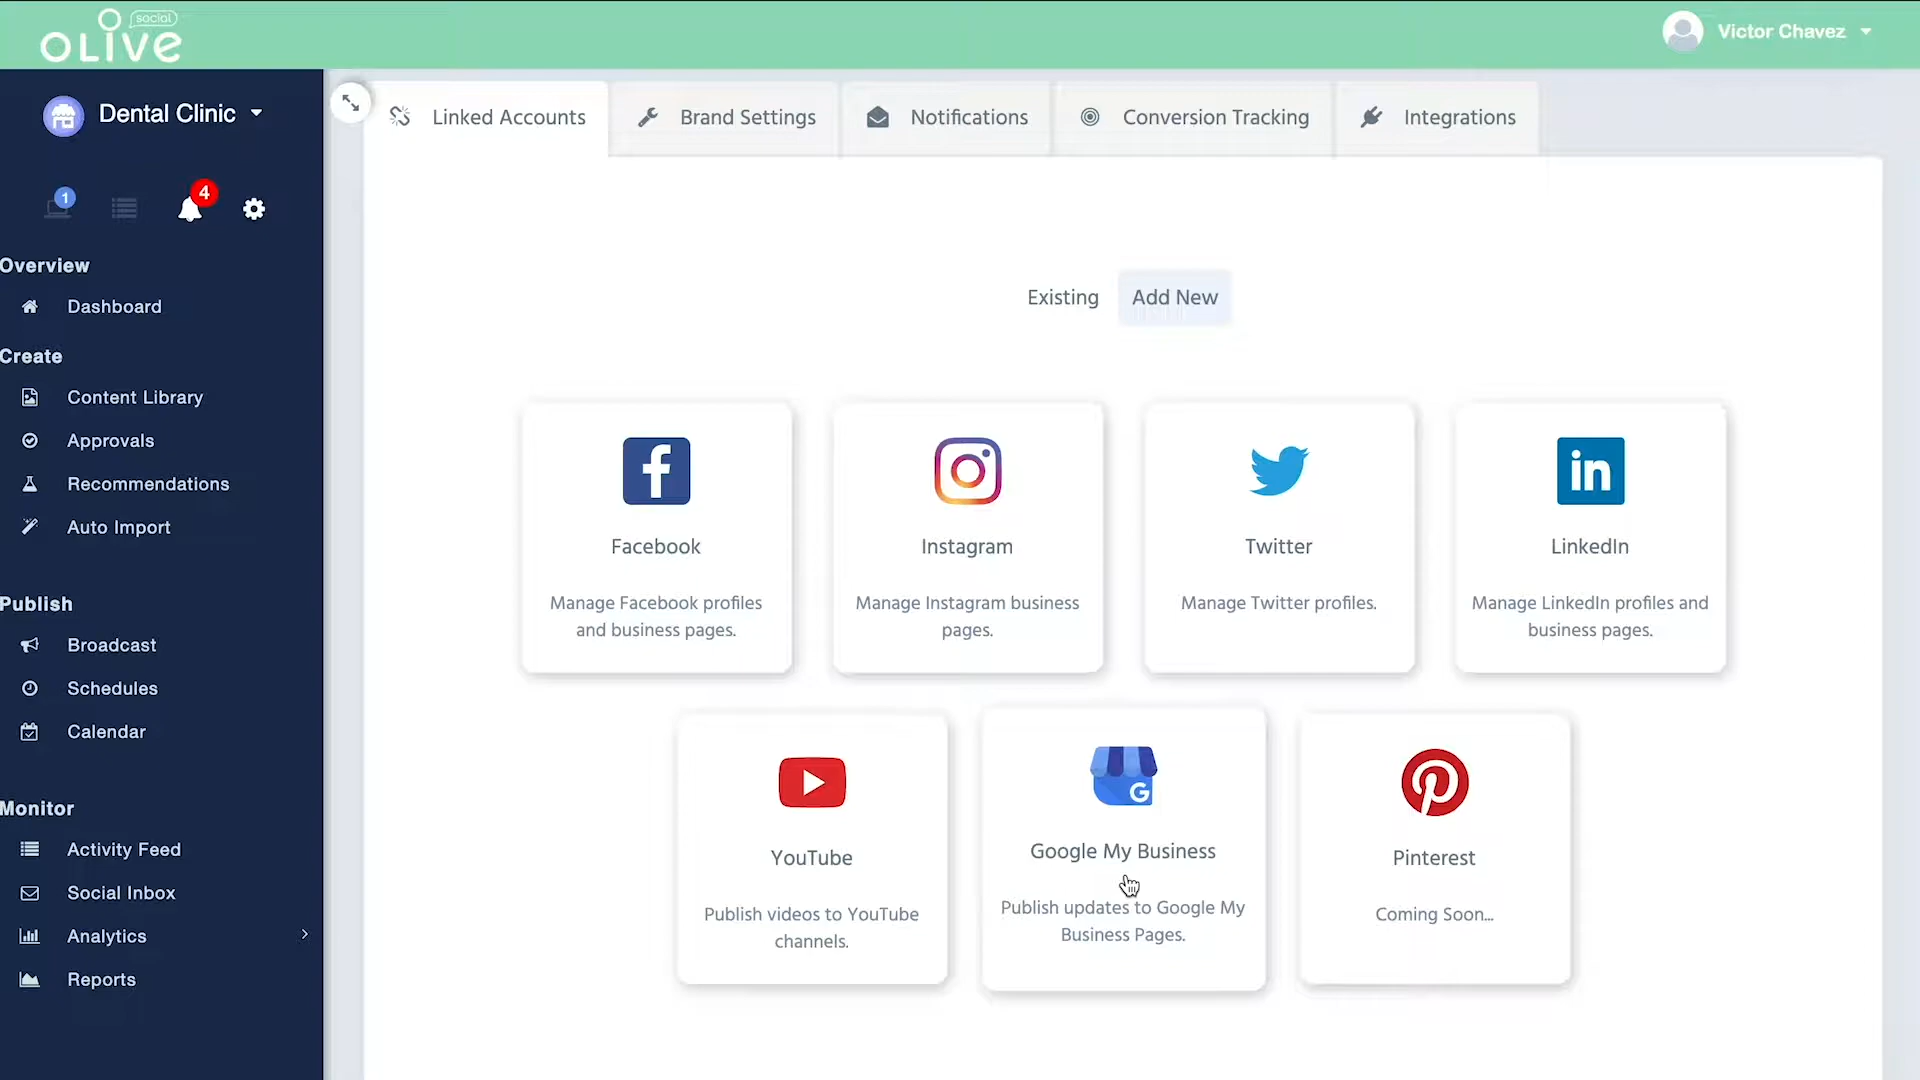 social
OLIVE
Victor Chavez
Dental Clinic
1
4
Overview
Dashboard
Create
Content Library
Approvals
Recommendations
Auto Import
Publish
Broadcast
Schedules
Calendar
Monitor
Activity Feed
Social Inbox
Analytics
Reports
Linked Accounts
Brand Settings
Notifications
Conversion Tracking
Integrations
Existing
Add New
Facebook
Manage Facebook profiles
and business pages.
Instagram
Manage Instagram business
pages.
Twitter
Manage Twitter profiles.
in
LinkedIn
Manage LinkedIn profiles and
business pages.
YouTube
Publish videos to YouTube
channels.
G
Google My Business
Publish updates to Google My
Business Pages.
Pinterest
Coming Soon...